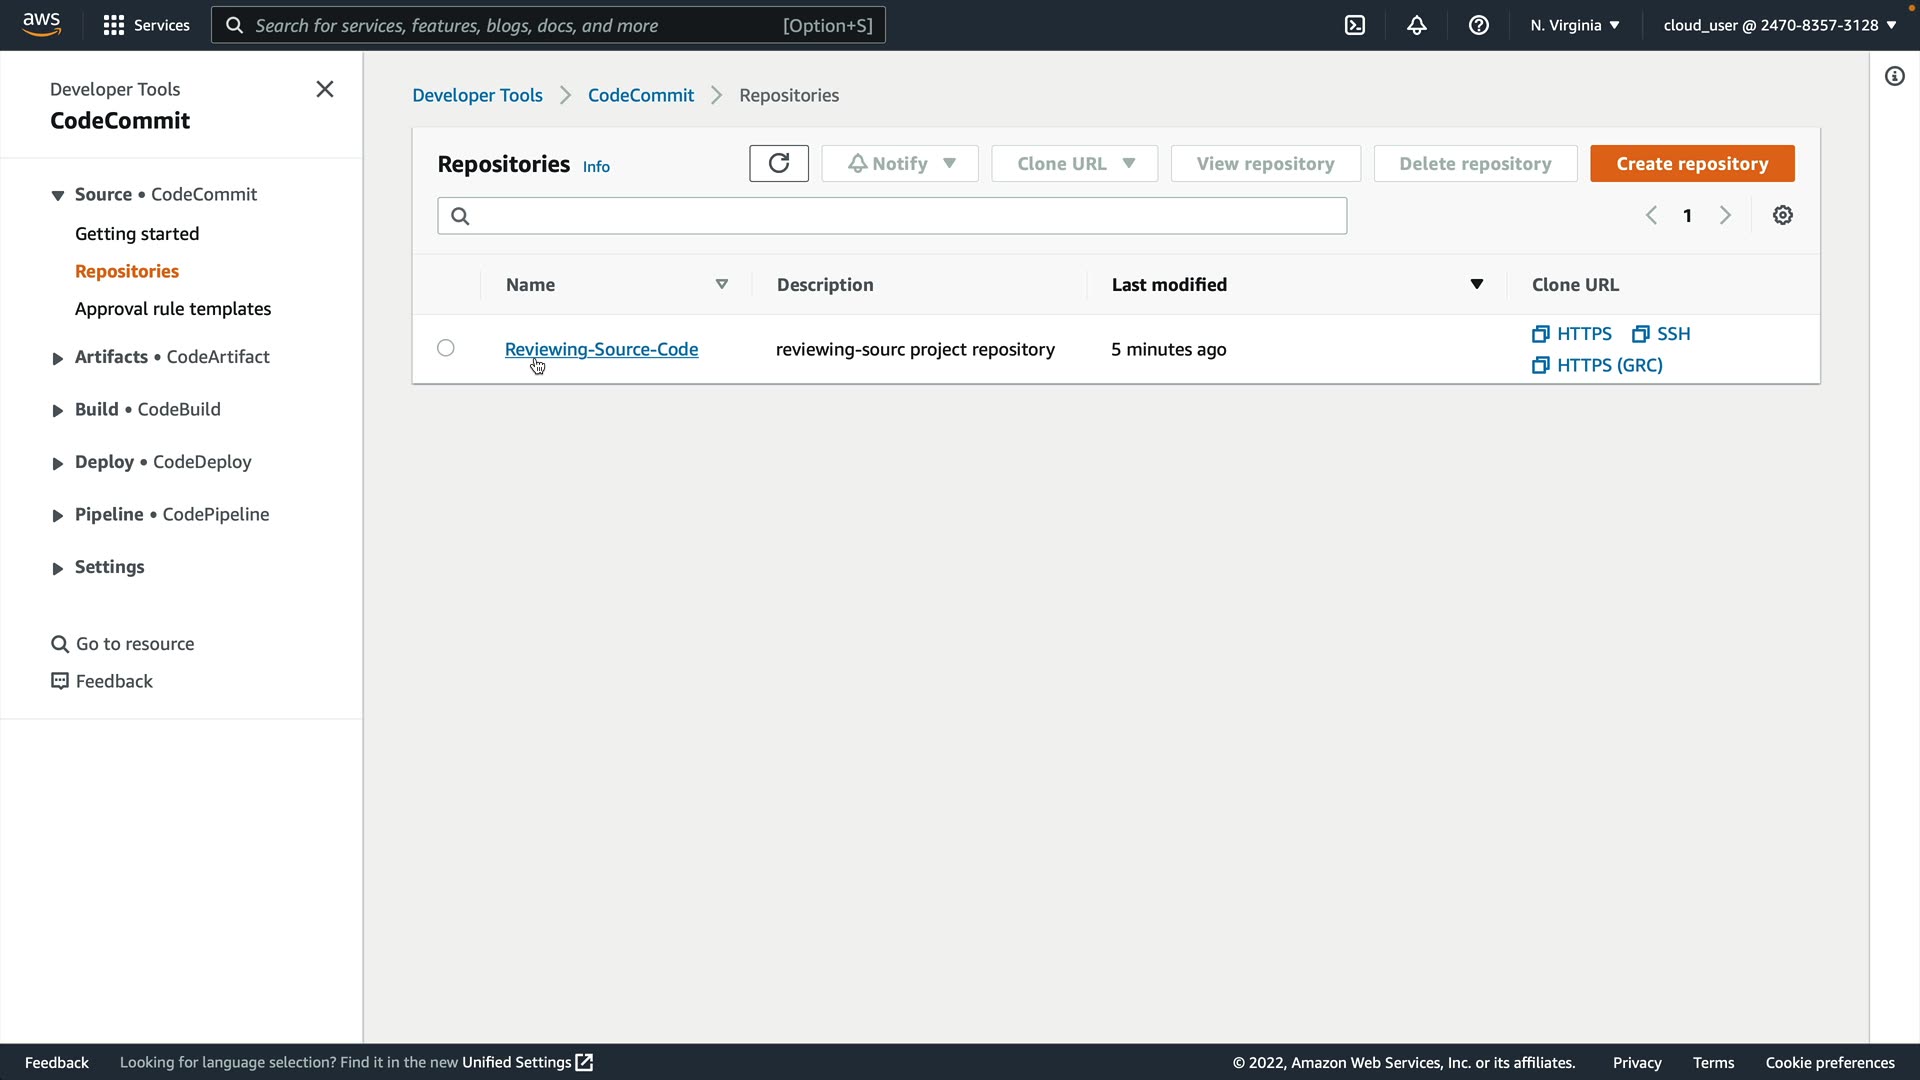 aws Services Search for services, features, blogs, docs, and more [Option+S] N. Virginia cloud_user @ 2470-8357-3128
Developer Tools
CodeCommit
Source • CodeCommit
Getting started
Repositories
Approval rule templates
Artifacts • CodeArtifact
Build • CodeBuild
Deploy • CodeDeploy
Pipeline • CodePipeline
Settings
Go to resource
Feedback
Developer Tools CodeCommit Repositories
Repositories Info Notify Clone URL View repository Delete repository Create repository
1
Name Description Last modified Clone URL
Reviewing-Source-Code reviewing-sourc project repository 5 minutes ago HTTPS SSH
HTTPS (GRC)
Feedback Looking for language selection? Find it in the new Unified Settings © 2022, Amazon Web Services, Inc. or its affiliates. Privacy Terms Cookie preferences